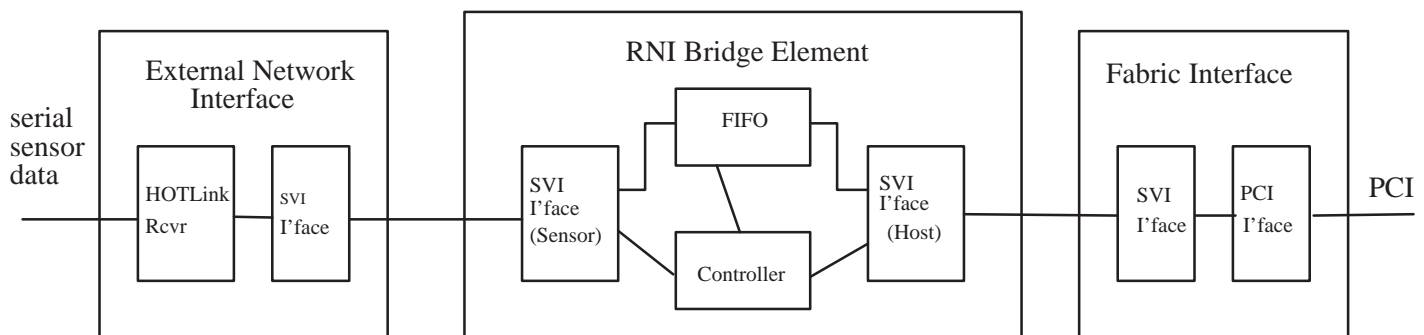 RNI Bridge Element
External Network
Interface
Fabric Interface
serial
sensor
data
HOTLink
Rcvr
SVI
I'face
SVI
I'face
(Sensor)
FIFO
Controller
SVI
I'face
(Host)
SVI
I'face
PCI
I'face
PCI